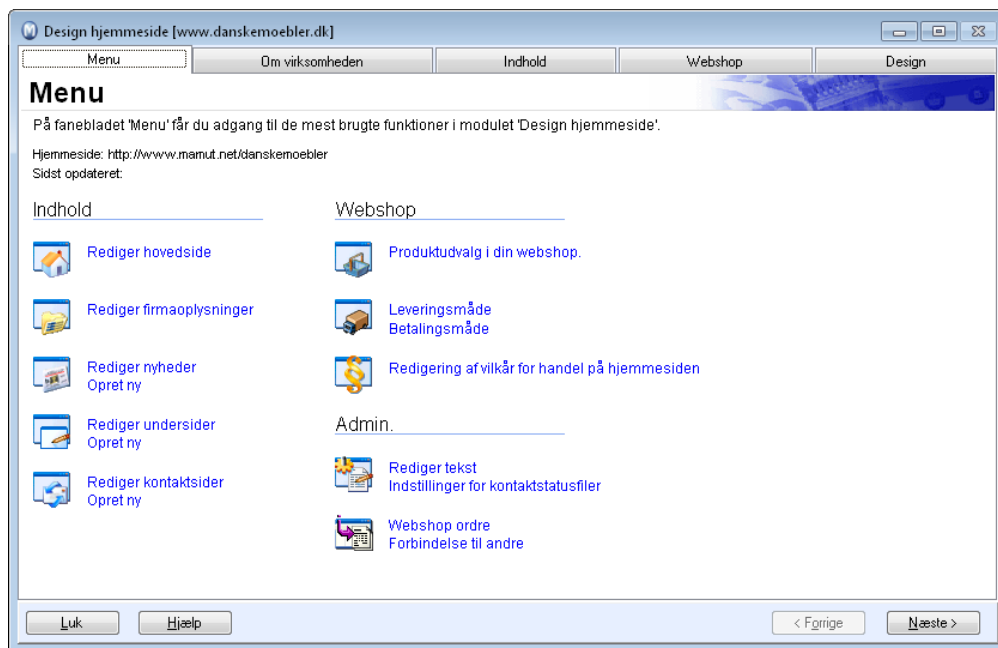 Design hjemmeside [www.danskemoebler.dk]
Menu
Om virksomheden
Indhold
Webshop
Design
Menu
På fanebladet 'Menu' får du adgang til de mest brugte funktioner i modulet 'Design hjemmeside'.
Hjemmeside: http://www.mamut.net/danskemoebler
Sidst opdateret:
Indhold
Rediger hovedside
Rediger firmaoplysninger
Rediger nyheder
Opret ny
Rediger undersider
Opret ny
Rediger kontaktsider
Opret ny
Webshop
Produktudvalg i din webshop.
Leveringsmåde
Betalingsmåde
Redigering af vilkår for handel på hjemmesiden
Admin.
Rediger tekst
Indstillinger for kontaktstatusfiler
Webshop ordre
Forbindelse til andre
Luk
Hjælp
< Forrige
Næste >